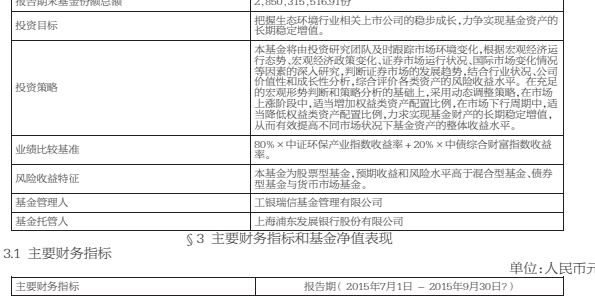 报告期末基金份额总额 2,850,315,516.91份
投资目标
把握生态环境行业相关上市公司的稳步成长,力争实现基金资产的
长期稳定增值。
投资策略
本基金将由投资研究团队及时跟踪市场环境变化,根据宏观经济运
行态势、宏观经济政策变化、证券市场运行状况、国际市场变化情况
等因素的深入研究,判断证券市场的发展趋势,结合行业状况、公司
价值性和成长性分析,综合评价各类资产的风险收益水平。在充足
的宏观形势判断和策略分析的基础上,采用动态调整策略,在市场
上涨阶段中,适当增加权益类资产配置比例,在市场下行周期中,适
当降低权益类资产配置比例,力求实现基金财产的长期稳定增值,
从而有效提高不同市场状况下基金资产的整体收益水平。
业绩比较基准
80%×中证环保产业指数收益率+20%×中债综合财富指数收益
率。
风险收益特征
本基金为股票型基金,预期收益和风险水平高于混合型基金、债券
型基金与货币市场基金。
基金管理人 工银瑞信基金管理有限公司
基金托管人 上海浦东发展银行股份有限公司
§3 主要财务指标和基金净值表现
3.1 主要财务指标
单位:人民币元
主要财务指标 报告期( 2015年7月1日 - 2015年9月30日?)